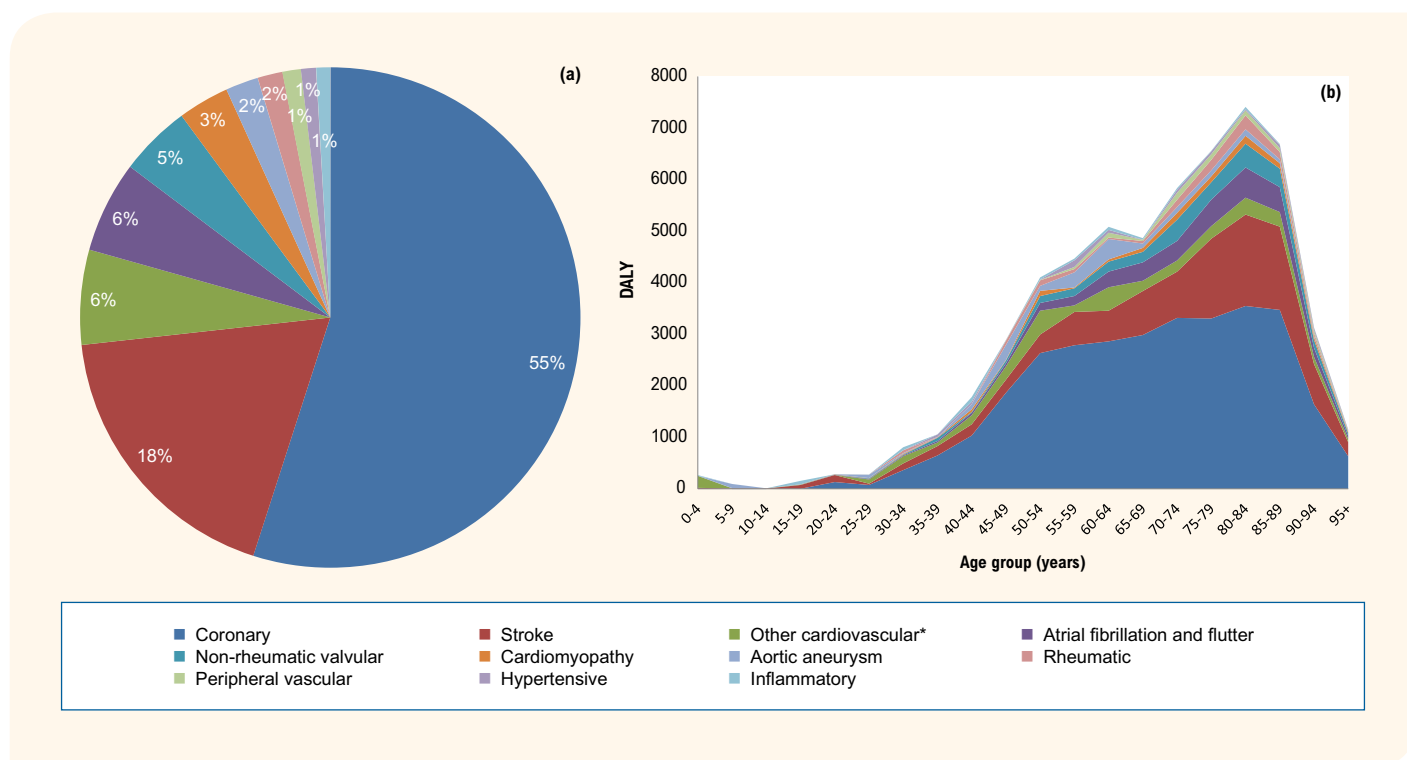 (a)
55%
18%
6%
6%
5%
3%
2%
2%
1%
1%
1%
(b)
8000
7000
6000
5000
4000
3000
2000
1000
0
DALY
0-4 5-9 10-14 15-19 20-24 25-29 30-34 35-39 40-44 45-49 50-54 55-59 60-64 65-69 70-74 75-79 80-84 85-89 90-94 95+
Age group (years)
Coronary Stroke Other cardiovascular* Atrial fibrillation and flutter
Non-rheumatic valvular Cardiomyopathy Aortic aneurysm Rheumatic
Peripheral vascular Hypertensive Inflammatory